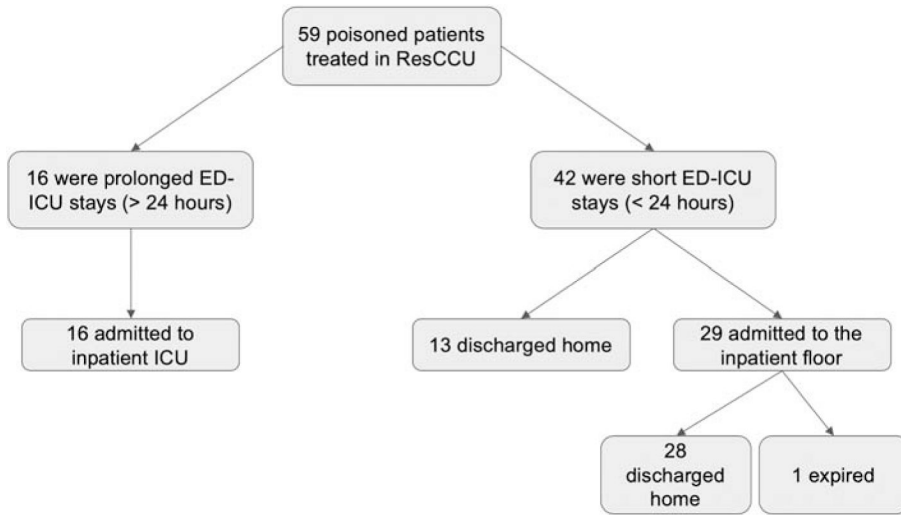 59 poisoned patients
treated in ResCCU
16 were prolonged ED-
ICU stays (> 24 hours)
42 were short ED-ICU
stays (< 24 hours)
16 admitted to
inpatient ICU
13 discharged home
29 admitted to the
inpatient floor
28
discharged
home
1 expired